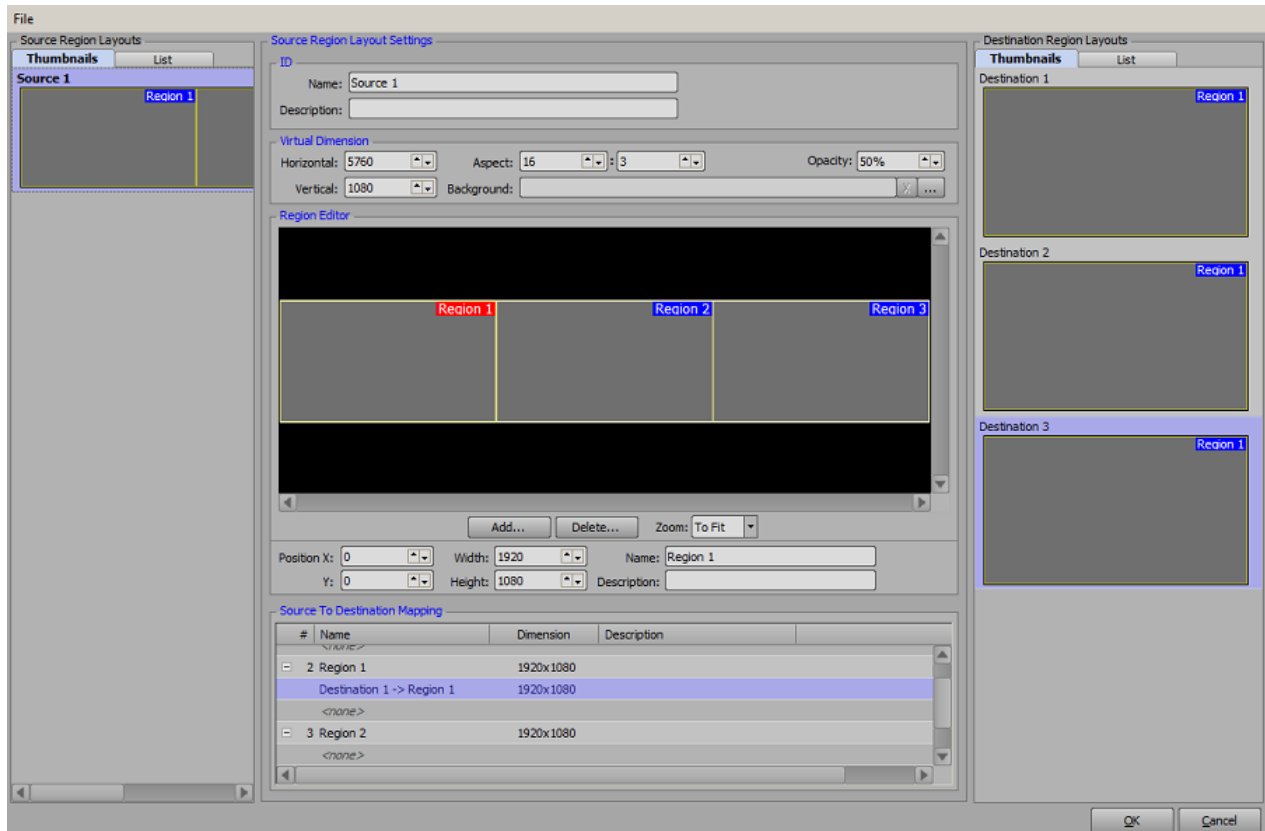 File
Source Region Layouts
Thumbnails List
Source 1
Region 1
Source Region Layout Settings
ID
Name: Source 1
Description:
Virtual Dimension
Horizontal: 5760 Aspect: 16 : 3 Opacity: 50%
Vertical: 1080 Background: X ...
Region Editor
Region 1 Region 2 Region 3
Add... Delete... Zoom: To Fit
Position X: 0 Width: 1920 Name: Region 1
Y: 0 Height: 1080 Description:
Source To Destination Mapping
# Name Dimension Description
<none>
2 Region 1 1920x1080
Destination 1 -> Region 1 1920x1080
<none>
3 Region 2 1920x1080
<none>
Destination Region Layouts
Thumbnails List
Destination 1
Region 1
Destination 2
Region 1
Destination 3
Region 1
OK Cancel